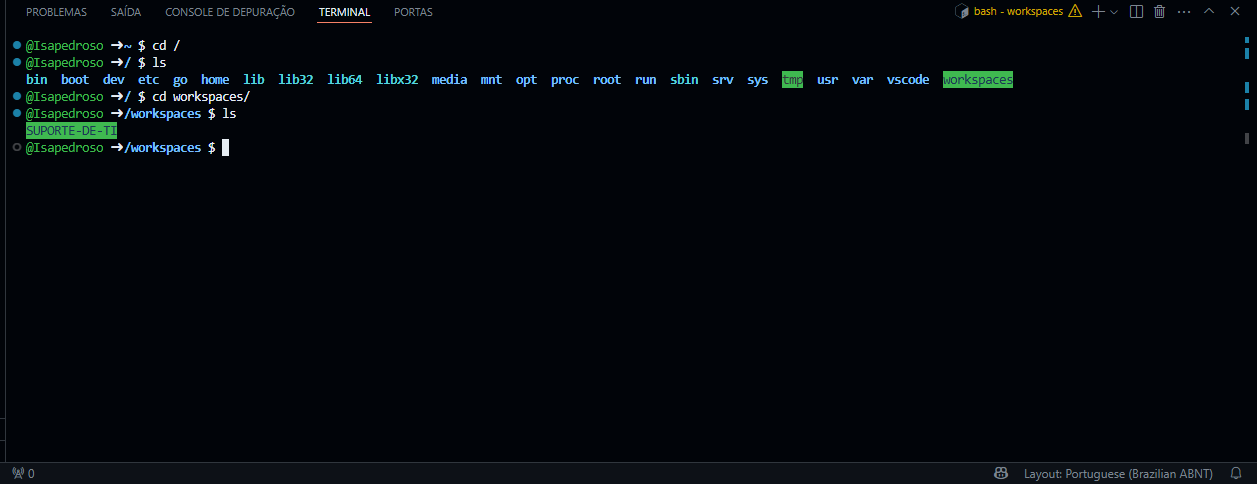 PROBLEMAS SAÍDA CONSOLE DE DEPURAÇÃO TERMINAL PORTAS bash - workspaces
@Isapedroso ➜ ~ $ cd /
@Isapedroso ➜ / $ ls
bin boot dev etc go home lib lib32 lib64 libx32 media mnt opt proc root run sbin srv sys tmp usr var vscode workspaces
@Isapedroso ➜ / $ cd workspaces/
@Isapedroso ➜ /workspaces $ ls
SUPORTE-DE-TI
@Isapedroso ➜ /workspaces $
0 Layout: Portuguese (Brazilian ABNT)